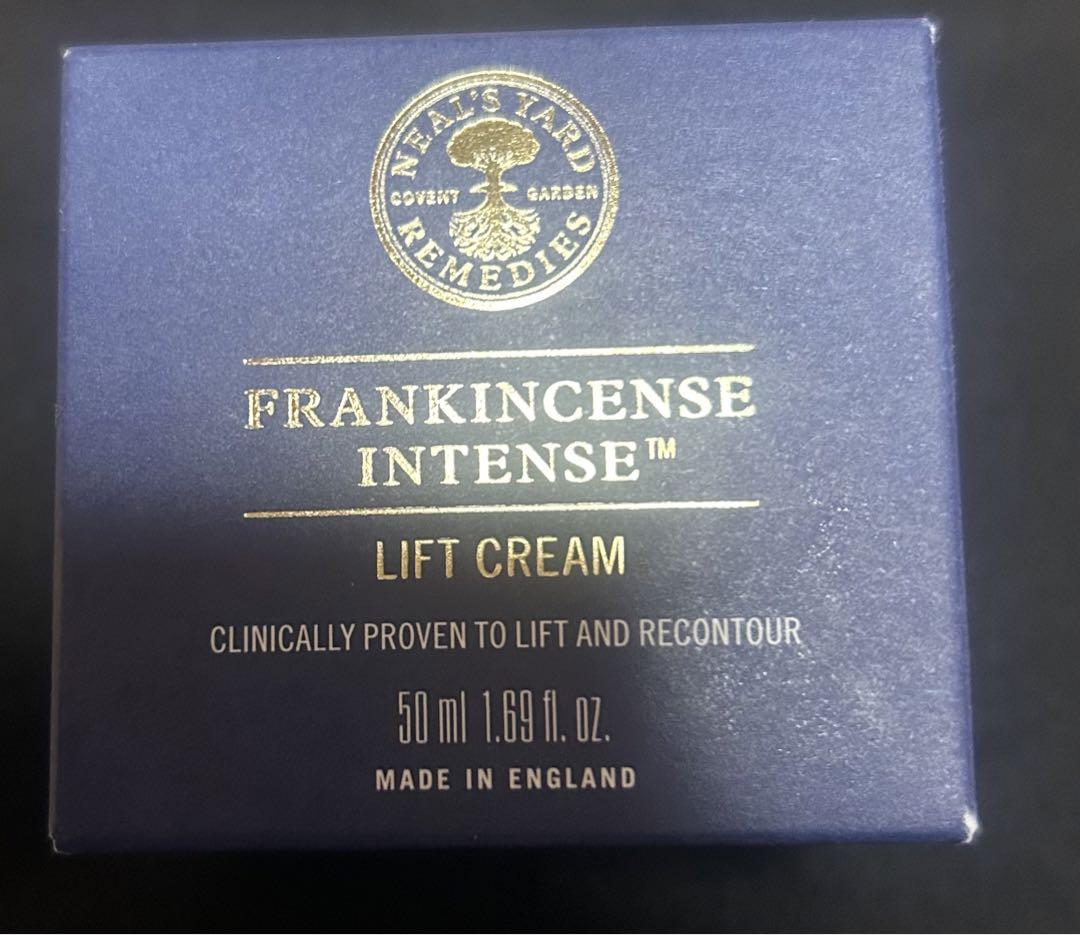 NEAL'S YARD
COVENT GARDEN
REMEDIES
FRANKINCENSE
INTENSE™
LIFT CREAM
CLINICALLY PROVEN TO LIFT AND RECONTOUR
50 ml 1.69 fl. oz.
MADE IN ENGLAND